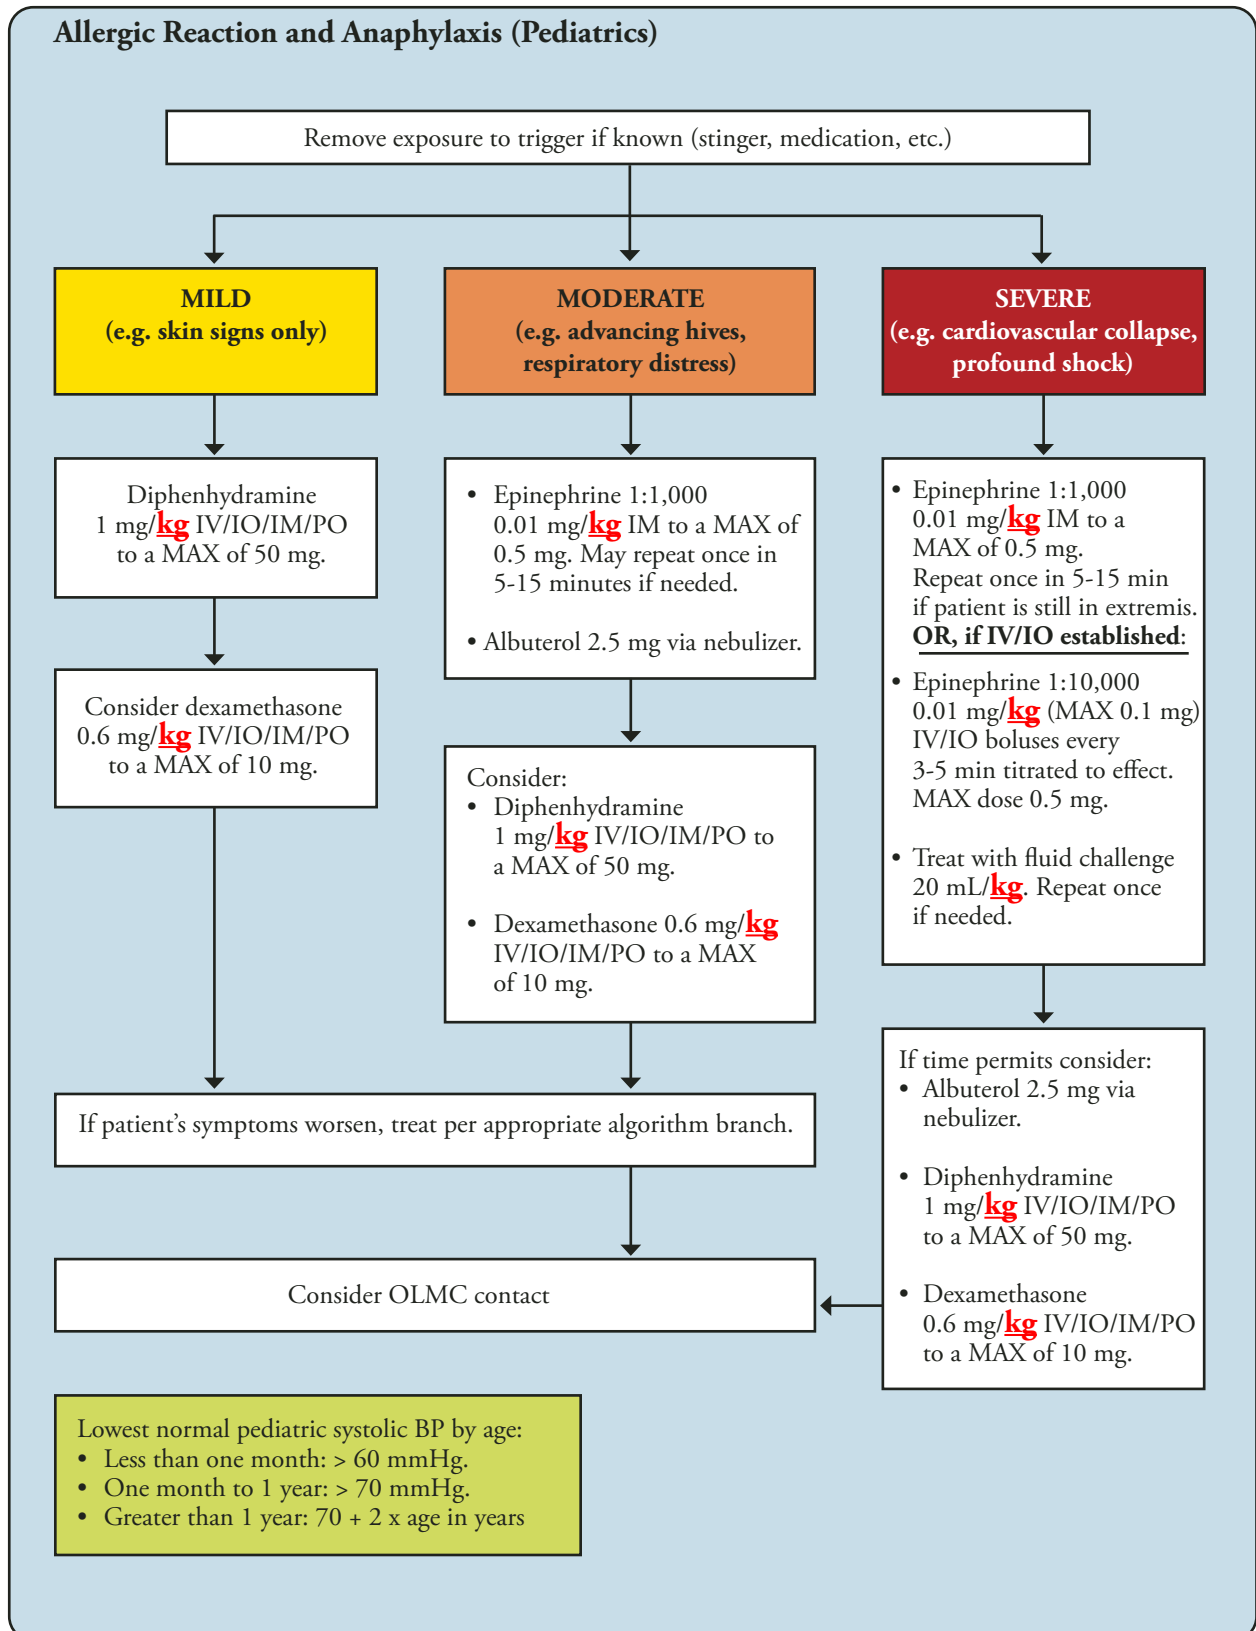 Allergic Reaction and Anaphylaxis (Pediatrics)
Remove exposure to trigger if known (stinger, medication, etc.)
MILD
(e.g. skin signs only)
Diphenhydramine
1 mg/kg IV/IO/IM/PO
to a MAX of 50 mg.
Consider dexamethasone
0.6 mg/kg IV/IO/IM/PO
to a MAX of 10 mg.
MODERATE
(e.g. advancing hives,
respiratory distress)
• Epinephrine 1:1,000
0.01 mg/kg IM to a MAX of
0.5 mg. May repeat once in
5-15 minutes if needed.
• Albuterol 2.5 mg via nebulizer.
Consider:
• Diphenhydramine
1 mg/kg IV/IO/IM/PO to
a MAX of 50 mg.
• Dexamethasone 0.6 mg/kg
IV/IO/IM/PO to a MAX
of 10 mg.
SEVERE
(e.g. cardiovascular collapse,
profound shock)
• Epinephrine 1:1,000
0.01 mg/kg IM to a
MAX of 0.5 mg.
Repeat once in 5-15 min
if patient is still in extremis.
OR, if IV/IO established:
• Epinephrine 1:10,000
0.01 mg/kg (MAX 0.1 mg)
IV/IO boluses every
3-5 min titrated to effect.
MAX dose 0.5 mg.
• Treat with fluid challenge
20 mL/kg. Repeat once
if needed.
If time permits consider:
• Albuterol 2.5 mg via
nebulizer.
• Diphenhydramine
1 mg/kg IV/IO/IM/PO
to a MAX of 50 mg.
• Dexamethasone
0.6 mg/kg IV/IO/IM/PO
to a MAX of 10 mg.
If patient’s symptoms worsen, treat per appropriate algorithm branch.
Consider OLMC contact
Lowest normal pediatric systolic BP by age:
• Less than one month: > 60 mmHg.
• One month to 1 year: > 70 mmHg.
• Greater than 1 year: 70 + 2 x age in years